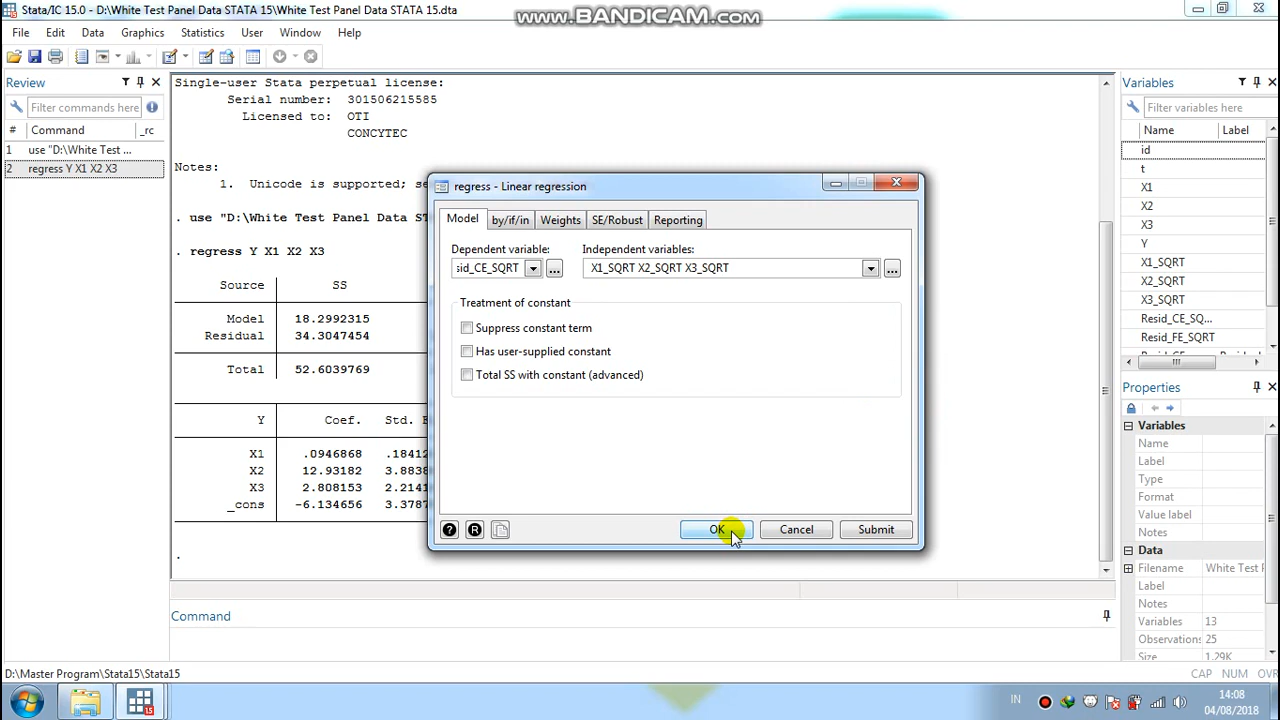 Stata/IC 15.0 - D:\White Test Panel Data STATA 15.dta
www.BANDICAM.com
File Edit Data Graphics Statistics User Window Help
Review
Filter commands here
# Command _rc
1 use "D:\White Test ...
2 regress Y X1 X2 X3
Single-user Stata perpetual license:
Serial number: 301506215585
Licensed to: OTI
CONCYTEC
Notes:
1. Unicode is supported; se
. use "D:\White Test Panel Data ST
. regress Y X1 X2 X3
Source SS
Model 18.2992315
Residual 34.3047454
Total 52.6039769
Y Coef. Std. E
X1 .0946868 .18412
X2 12.93182 3.8838
X3 2.808153 2.2141
_cons -6.134656 3.3787
.
regress - Linear regression
Model by/if/in Weights SE/Robust Reporting
Dependent variable: Independent variables:
sid_CE_SQRT ... X1_SQRT X2_SQRT X3_SQRT ...
Treatment of constant
Suppress constant term
Has user-supplied constant
Total SS with constant (advanced)
? R OK Cancel Submit
Command
Variables
Filter variables here
Name Label
id
t
X1
X2
X3
Y
X1_SQRT
X2_SQRT
X3_SQRT
Resid_CE_SQ...
Resid_FE_SQRT
Properties
Variables
Name
Label
Type
Format
Value label
Notes
Data
Filename White Test P
Label
Notes
Variables 13
Observations 25
Size 1.29K
D:\Master Program\Stata15\Stata15
CAP NUM OVR
15
IN
14:08
04/08/2018